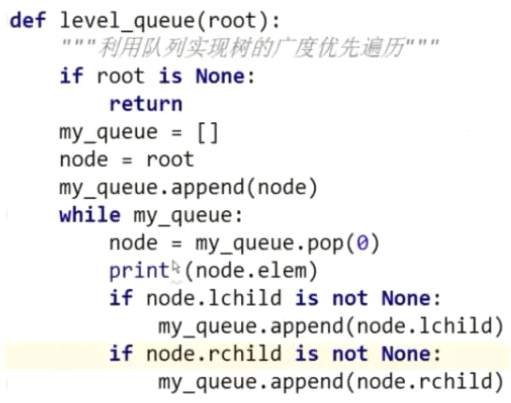 def level_queue(root):
    """利用队列实现树的广度优先遍历"""
    if root is None:
        return
    my_queue = []
    node = root
    my_queue.append(node)
    while my_queue:
        node = my_queue.pop(0)
        print (node.elem)
        if node.lchild is not None:
            my_queue.append(node.lchild)
        if node.rchild is not None:
            my_queue.append(node.rchild)